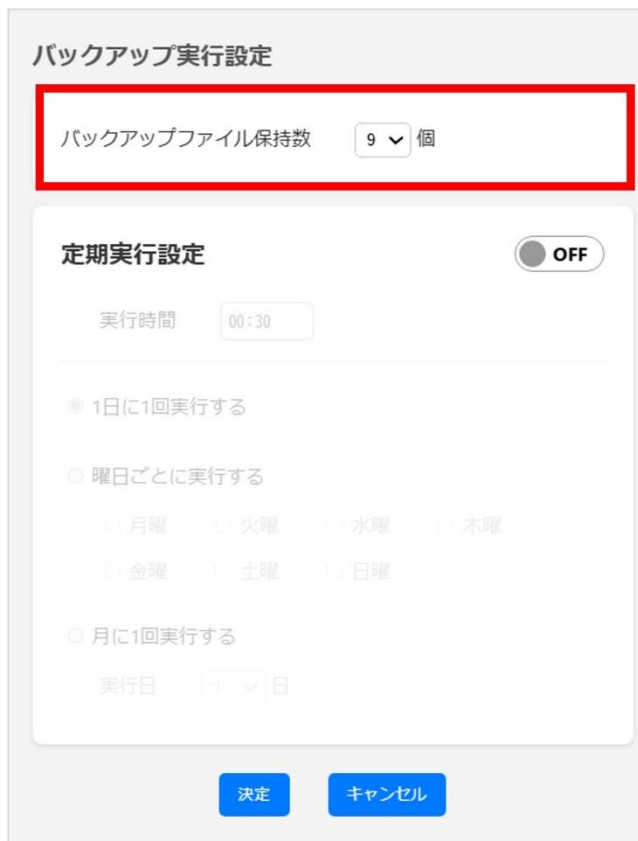 バックアップ実行設定
バックアップファイル保持数 9 個
定期実行設定 OFF
実行時間 00:30
1日に1回実行する
曜日ごとに実行する
月曜 火曜 水曜 木曜
金曜 土曜 日曜
月に1回実行する
実行日 1 日
決定 キャンセル